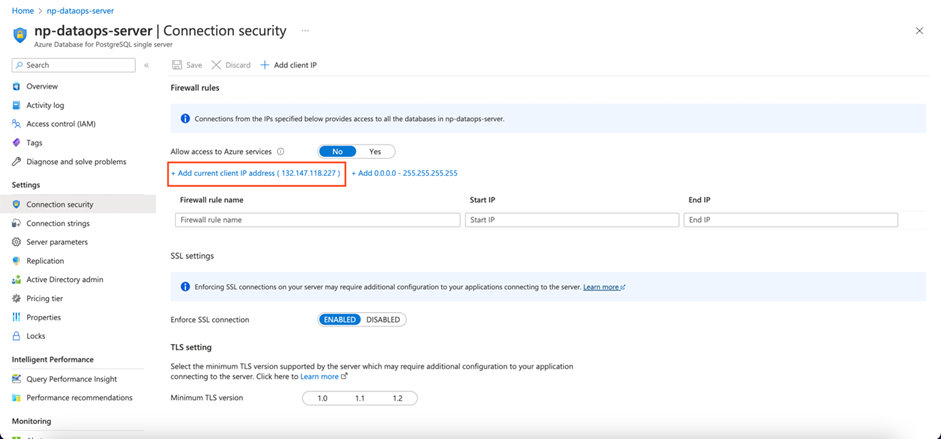 Home > np-dataops-server
np-dataops-server | Connection security ...
Azure Database for PostgreSQL single server
Search «
Save Discard + Add client IP
Overview
Activity log
Access control (IAM)
Tags
Diagnose and solve problems
Settings
Connection security
Connection strings
Server parameters
Replication
Active Directory admin
Pricing tier
Properties
Locks
Intelligent Performance
Query Performance Insight
Performance recommendations
Monitoring
Firewall rules
Connections from the IPs specified below provides access to all the databases in np-dataops-server.
Allow access to Azure services No Yes
+ Add current client IP address ( 132.147.118.227 ) + Add 0.0.0.0 - 255.255.255.255
Firewall rule name Start IP End IP
Firewall rule name Start IP End IP
SSL settings
Enforcing SSL connections on your server may require additional configuration to your applications connecting to the server. Learn more
Enforce SSL connection ENABLED DISABLED
TLS setting
Select the minimum TLS version supported by the server which may require additional configuration to your application
connecting to the server. Click here to Learn more
Minimum TLS version 1.0 1.1 1.2